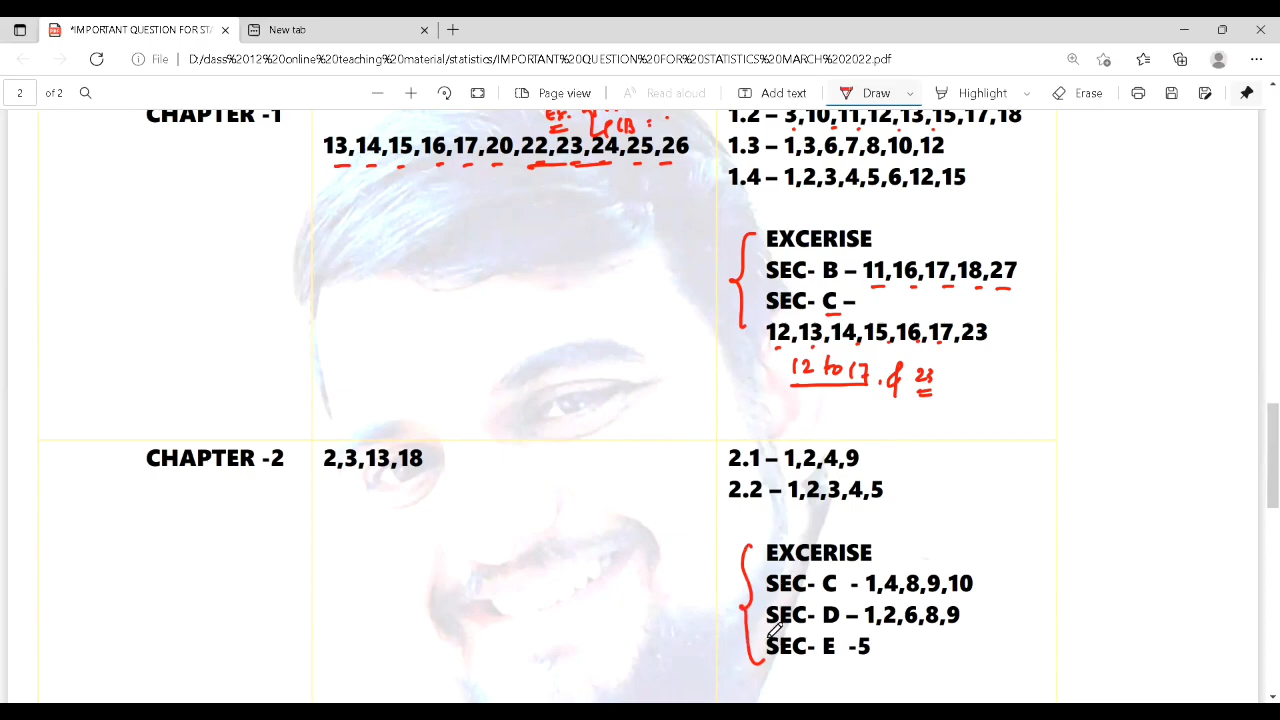 *IMPORTANT QUESTION FOR STA
New tab
File
D:/class%2012%20online%20teaching%20material/statistics/IMPORTANT%20QUESTION%20FOR%20STATISTICS%20MARCH%202022.pdf
2 of 2
Page view
Read aloud
Add text
Draw
Highlight
Erase
CHAPTER -1
13,14,15,16,17,20,22,23,24,25,26
1.2 – 3,10,11,12,13,15,17,18
1.3 – 1,3,6,7,8,10,12
1.4 – 1,2,3,4,5,6,12,15
EXCERISE
SEC- B – 11,16,17,18,27
SEC- C –
12,13,14,15,16,17,23
12 to 17 . & 23
CHAPTER -2
2,3,13,18
2.1 – 1,2,4,9
2.2 – 1,2,3,4,5
EXCERISE
SEC- C - 1,4,8,9,10
SEC- D – 1,2,6,8,9
SEC- E -5